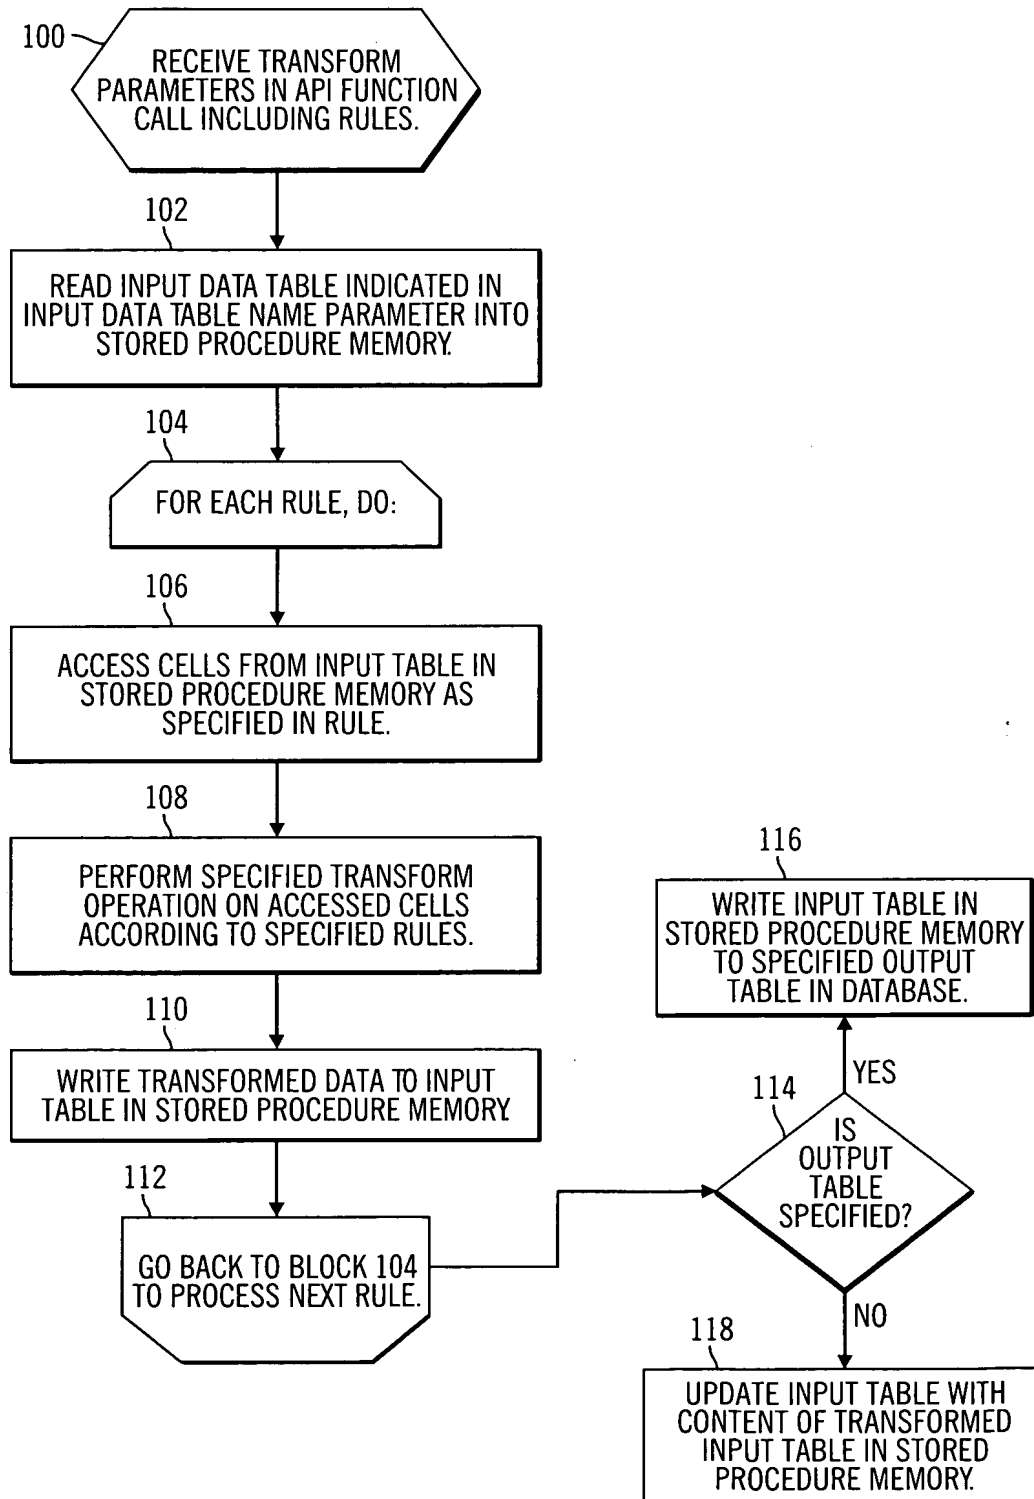 100
RECEIVE TRANSFORM
PARAMETERS IN API FUNCTION
CALL INCLUDING RULES.
102
READ INPUT DATA TABLE INDICATED IN
INPUT DATA TABLE NAME PARAMETER INTO
STORED PROCEDURE MEMORY.
104
FOR EACH RULE, DO:
106
ACCESS CELLS FROM INPUT TABLE IN
STORED PROCEDURE MEMORY AS
SPECIFIED IN RULE.
108
PERFORM SPECIFIED TRANSFORM
OPERATION ON ACCESSED CELLS
ACCORDING TO SPECIFIED RULES.
110
WRITE TRANSFORMED DATA TO INPUT
TABLE IN STORED PROCEDURE MEMORY.
112
GO BACK TO BLOCK 104
TO PROCESS NEXT RULE.
114
IS
OUTPUT
TABLE
SPECIFIED?
YES
116
WRITE INPUT TABLE IN
STORED PROCEDURE MEMORY
TO SPECIFIED OUTPUT
TABLE IN DATABASE.
NO
118
UPDATE INPUT TABLE WITH
CONTENT OF TRANSFORMED
INPUT TABLE IN STORED
PROCEDURE MEMORY.